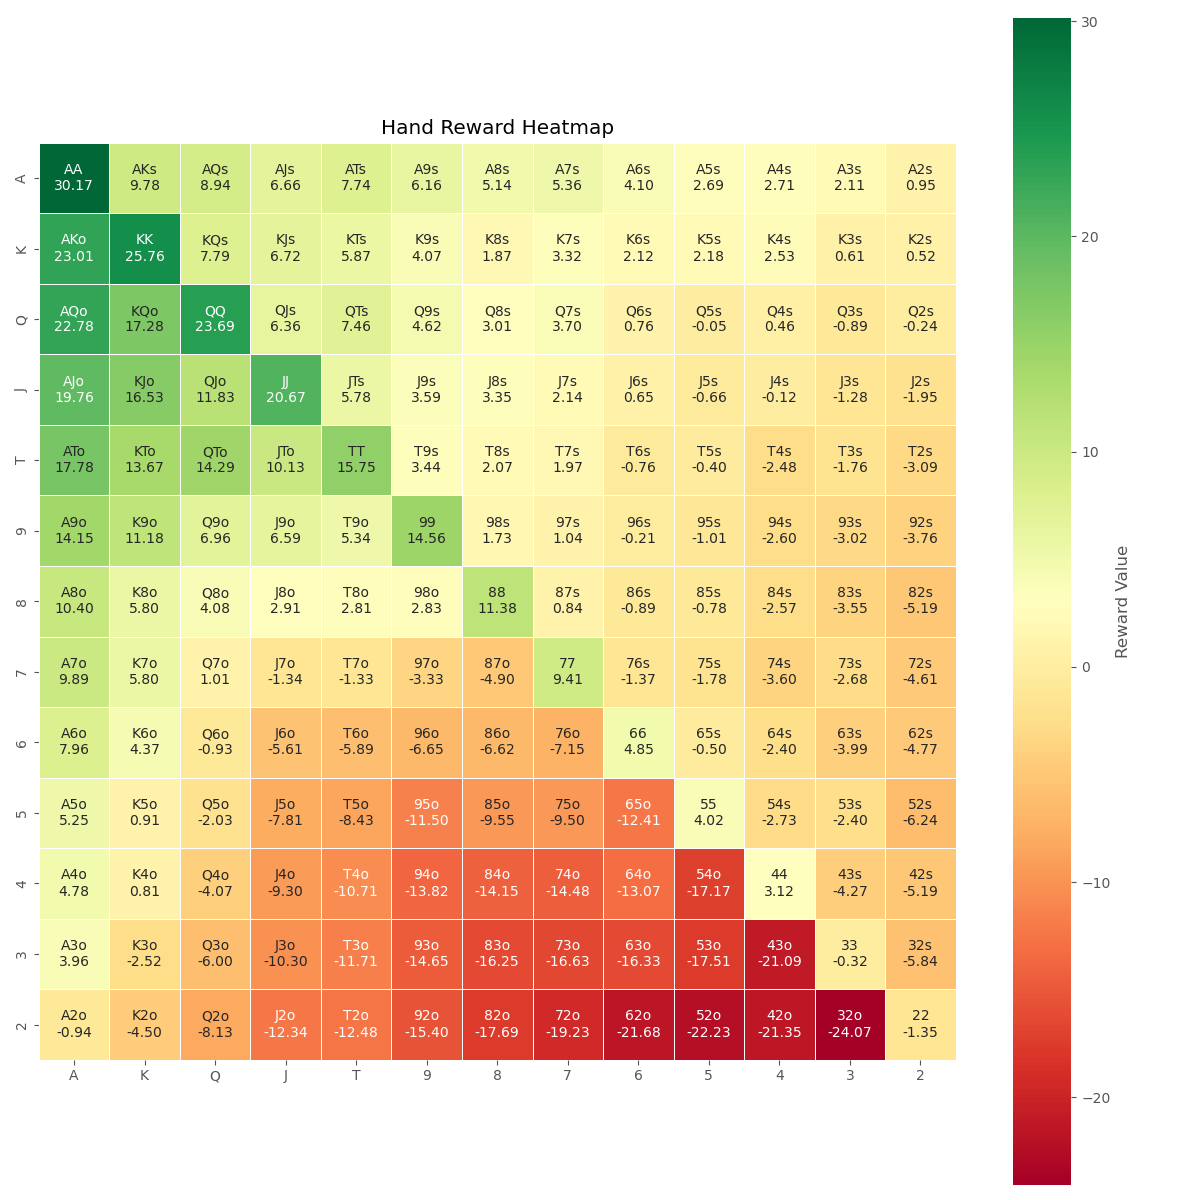 Hand Reward Heatmap
A
AA AKs AQs AJs ATs A9s A8s A7s A6s A5s A4s A3s A2s
30.17 9.78 8.94 6.66 7.74 6.16 5.14 5.36 4.10 2.69 2.71 2.11 0.95
K
AKo KK KQs KJs KTs K9s K8s K7s K6s K5s K4s K3s K2s
23.01 25.76 7.79 6.72 5.87 4.07 1.87 3.32 2.12 2.18 2.53 0.61 0.52
Q
AQo KQo QQ QJs QTs Q9s Q8s Q7s Q6s Q5s Q4s Q3s Q2s
22.78 17.28 23.69 6.36 7.46 4.62 3.01 3.70 0.76 -0.05 0.46 -0.89 -0.24
J
AJo KJo QJo JJ JTs J9s J8s J7s J6s J5s J4s J3s J2s
19.76 16.53 11.83 20.67 5.78 3.59 3.35 2.14 0.65 -0.66 -0.12 -1.28 -1.95
T
ATo KTo QTo JTo TT T9s T8s T7s T6s T5s T4s T3s T2s
17.78 13.67 14.29 10.13 15.75 3.44 2.07 1.97 -0.76 -0.40 -2.48 -1.76 -3.09
9
A9o K9o Q9o J9o T9o 99 98s 97s 96s 95s 94s 93s 92s
14.15 11.18 6.96 6.59 5.34 14.56 1.73 1.04 -0.21 -1.01 -2.60 -3.02 -3.76
8
A8o K8o Q8o J8o T8o 98o 88 87s 86s 85s 84s 83s 82s
10.40 5.80 4.08 2.91 2.81 2.83 11.38 0.84 -0.89 -0.78 -2.57 -3.55 -5.19
7
A7o K7o Q7o J7o T7o 97o 87o 77 76s 75s 74s 73s 72s
9.89 5.80 1.01 -1.34 -1.33 -3.33 -4.90 9.41 -1.37 -1.78 -3.60 -2.68 -4.61
6
A6o K6o Q6o J6o T6o 96o 86o 76o 66 65s 64s 63s 62s
7.96 4.37 -0.93 -5.61 -5.89 -6.65 -6.62 -7.15 4.85 -0.50 -2.40 -3.99 -4.77
5
A5o K5o Q5o J5o T5o 95o 85o 75o 65o 55 54s 53s 52s
5.25 0.91 -2.03 -7.81 -8.43 -11.50 -9.55 -9.50 -12.41 4.02 -2.73 -2.40 -6.24
4
A4o K4o Q4o J4o T4o 94o 84o 74o 64o 54o 44 43s 42s
4.78 0.81 -4.07 -9.30 -10.71 -13.82 -14.15 -14.48 -13.07 -17.17 3.12 -4.27 -5.19
3
A3o K3o Q3o J3o T3o 93o 83o 73o 63o 53o 43o 33 32s
3.96 -2.52 -6.00 -10.30 -11.71 -14.65 -16.25 -16.63 -16.33 -17.51 -21.09 -0.32 -5.84
2
A2o K2o Q2o J2o T2o 92o 82o 72o 62o 52o 42o 32o 22
-0.94 -4.50 -8.13 -12.34 -12.48 -15.40 -17.69 -19.23 -21.68 -22.23 -21.35 -24.07 -1.35
A K Q J T 9 8 7 6 5 4 3 2
30
20
10
0
−10
−20
Reward Value